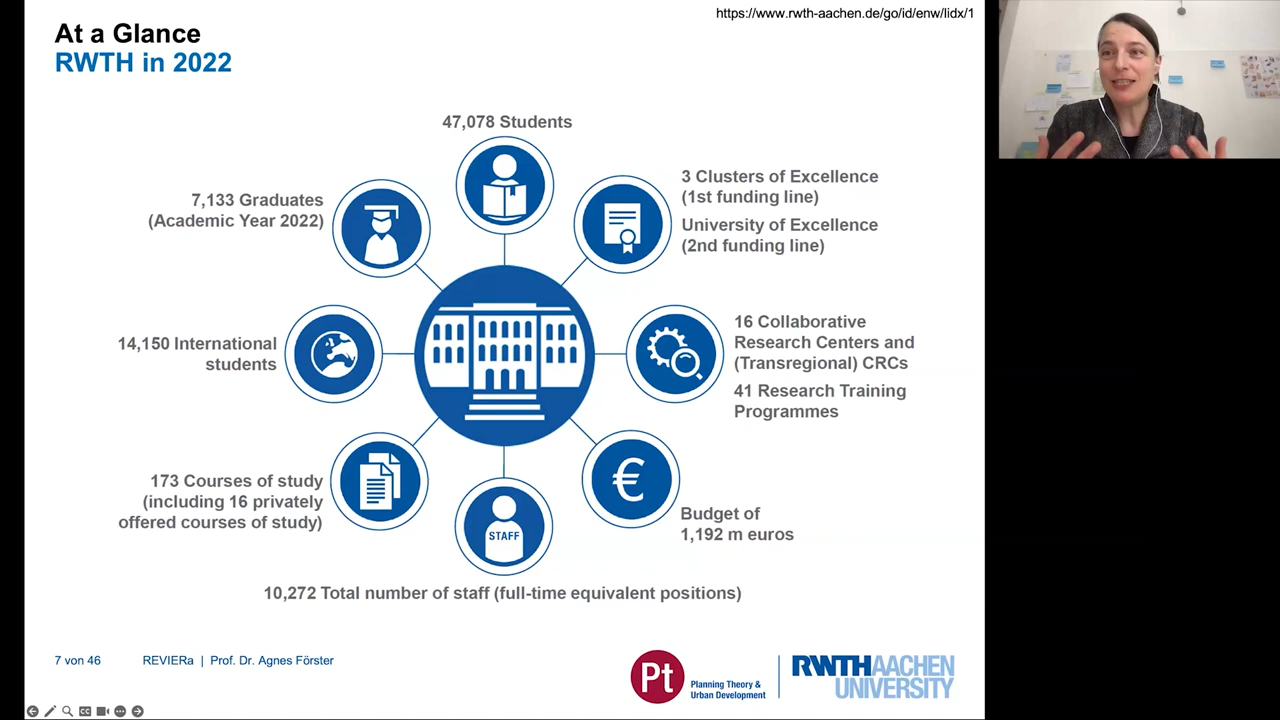 https://www.rwth-aachen.de/go/id/enw/lidx/1
At a Glance
RWTH in 2022
47,078 Students
3 Clusters of Excellence
(1st funding line)
University of Excellence
(2nd funding line)
7,133 Graduates
(Academic Year 2022)
14,150 International
students
16 Collaborative
Research Centers and
(Transregional) CRCs
41 Research Training
Programmes
173 Courses of study
(including 16 privately
offered courses of study)
STAFF
€
Budget of
1,192 m euros
10,272 Total number of staff (full-time equivalent positions)
7 von 46 REVIERa | Prof. Dr. Agnes Förster
Pt
Planning Theory &
Urban Development
RWTHAACHEN
UNIVERSITY
CC